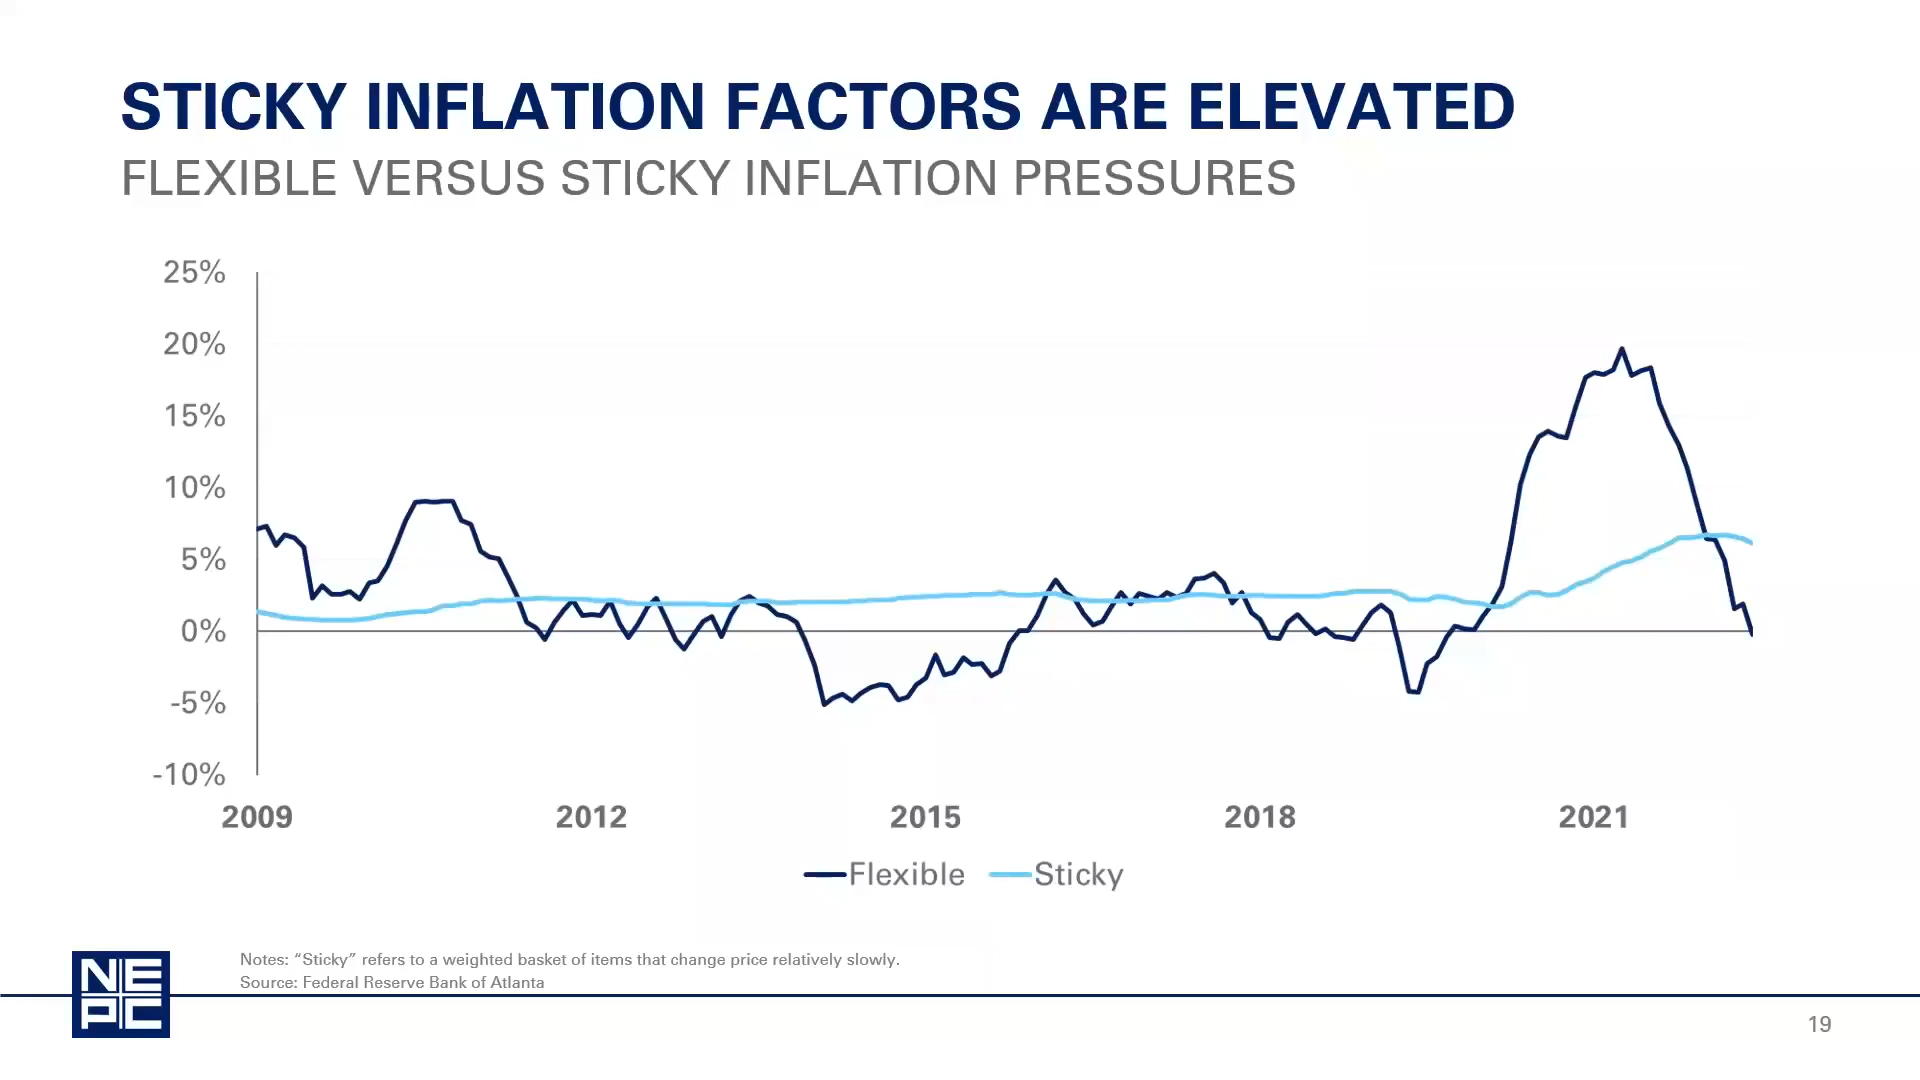 STICKY INFLATION FACTORS ARE ELEVATED
FLEXIBLE VERSUS STICKY INFLATION PRESSURES
25%
20%
15%
10%
5%
0%
-5%
-10%
2009 2012 2015 2018 2021
Flexible Sticky
Notes: “Sticky” refers to a weighted basket of items that change price relatively slowly.
Source: Federal Reserve Bank of Atlanta
NE
PC
19